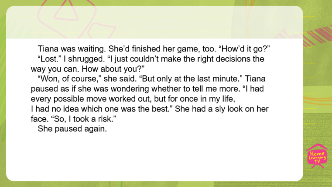 Tiana was waiting. She'd finished her game, too. "How'd it go?"
"Lost." I shrugged. "I just couldn't make the right decisions the
way you can. How about you?"
"Won, of course," she said. "But only at the last minute." Tiana
paused as if she was wondering whether to tell me more. "I had
every possible move worked out, but for once in my life,
I had no idea which one was the best." She had a sly look on her
face. "So, I took a risk."
She paused again.